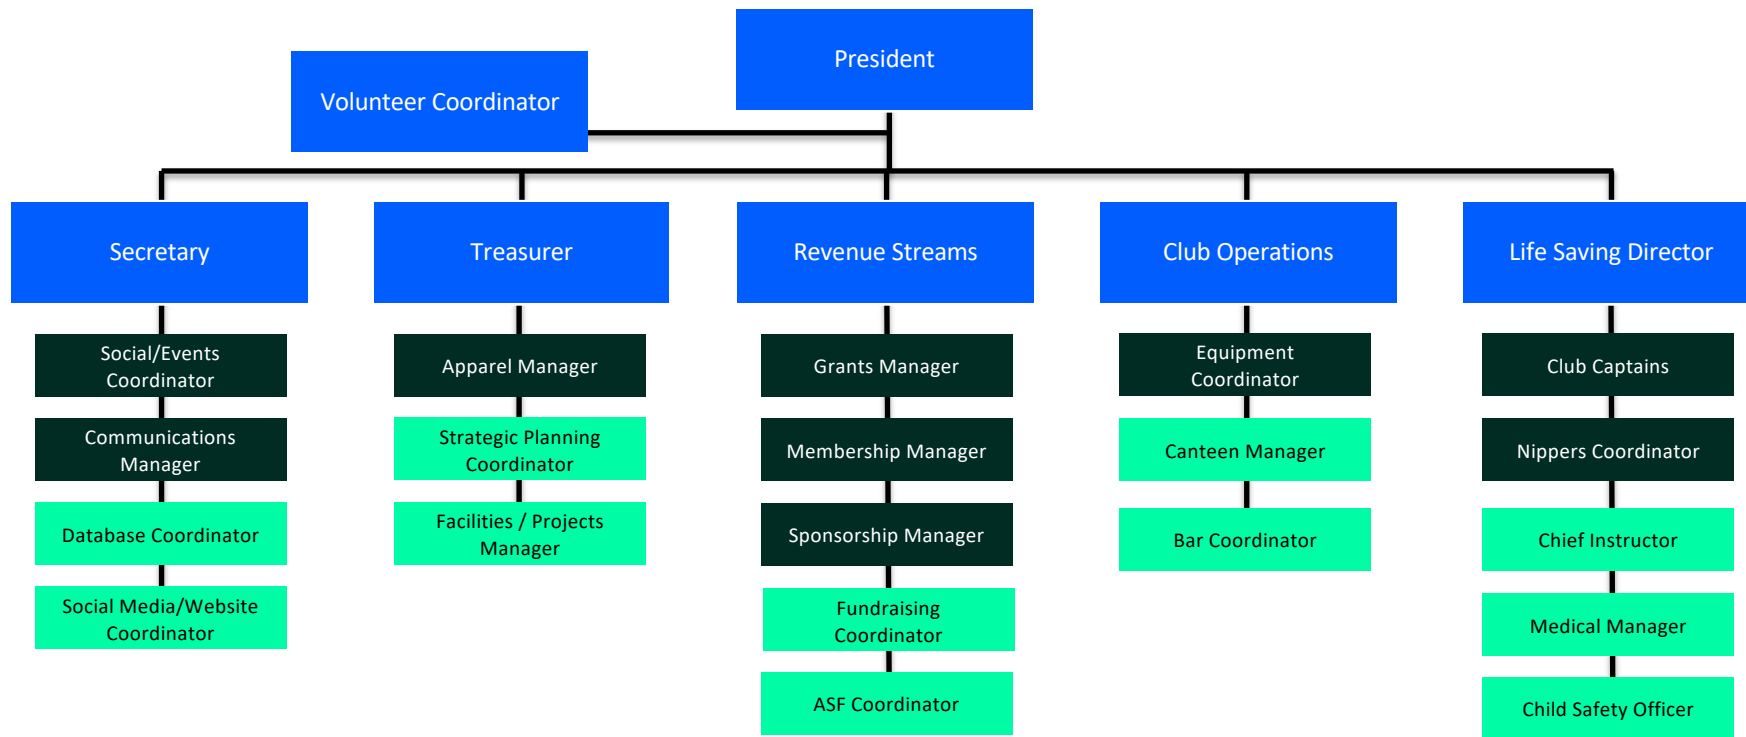 President
Volunteer Coordinator
Secretary
Treasurer
Revenue Streams
Club Operations
Life Saving Director
Social/Events
Coordinator
Communications
Manager
Database Coordinator
Social Media/Website
Coordinator
Apparel Manager
Strategic Planning
Coordinator
Facilities / Projects
Manager
Grants Manager
Membership Manager
Sponsorship Manager
Fundraising
Coordinator
ASF Coordinator
Equipment
Coordinator
Canteen Manager
Bar Coordinator
Club Captains
Nippers Coordinator
Chief Instructor
Medical Manager
Child Safety Officer